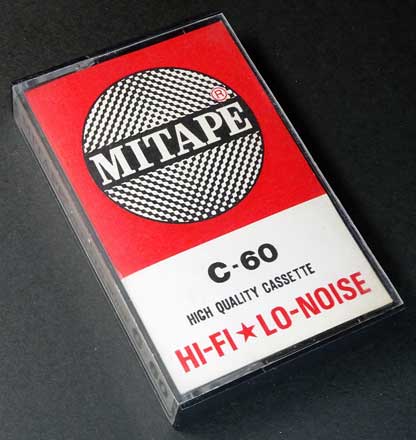 ®
MITAPE
C-60
HIGH QUALITY CASSETTE
HI-FI★LO-NOISE